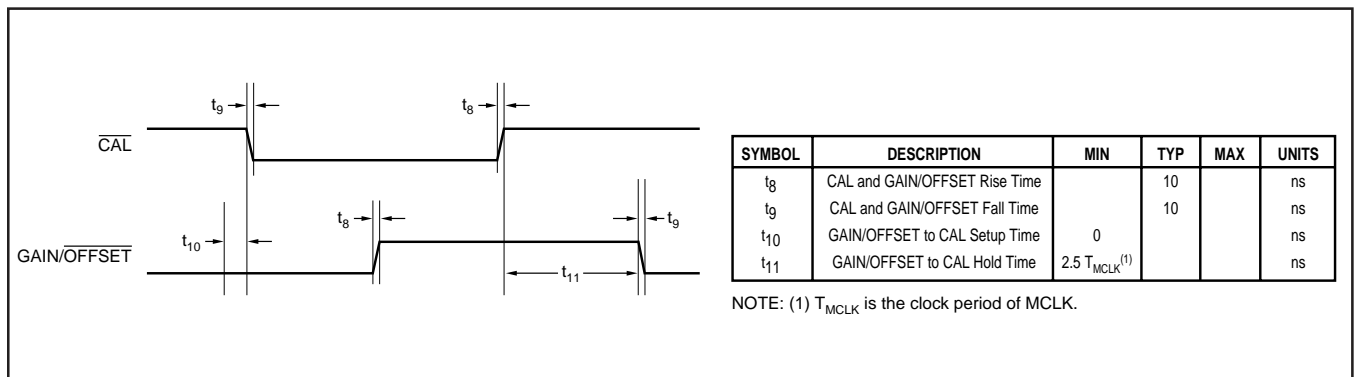 t9
t8
CAL
t8
t9
t10
GAIN/OFFSET
t11
SYMBOL DESCRIPTION MIN TYP MAX UNITS
t8 CAL and GAIN/OFFSET Rise Time 10 ns
t9 CAL and GAIN/OFFSET Fall Time 10 ns
t10 GAIN/OFFSET to CAL Setup Time 0 ns
t11 GAIN/OFFSET to CAL Hold Time 2.5 TMCLK(1) ns
NOTE: (1) TMCLK is the clock period of MCLK.